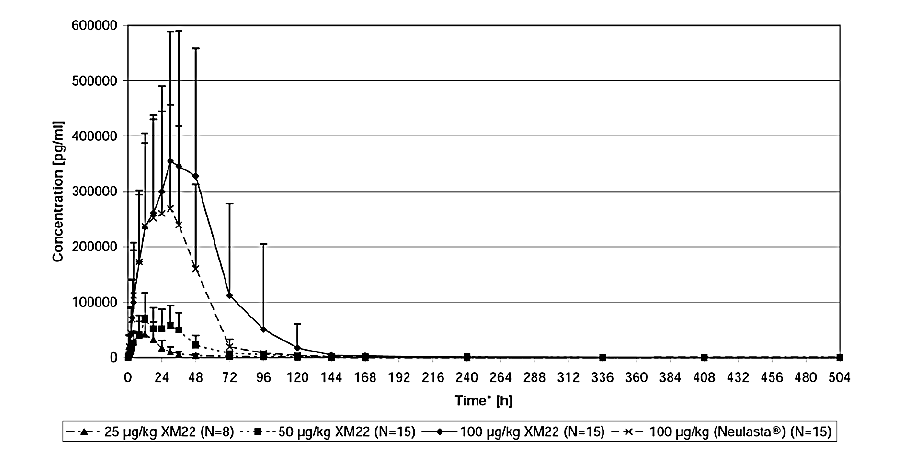 600000
500000
400000
300000
200000
100000
0
Concentration [pg/ml]
0 24 48 72 96 120 144 168 192 216 240 264 288 312 336 360 384 408 432 456 480 504
Time* [h]
25 µg/kg XM22 (N=8) 50 µg/kg XM22 (N=15) 100 µg/kg XM22 (N=15) 100 µg/kg (Neulasta®) (N=15)